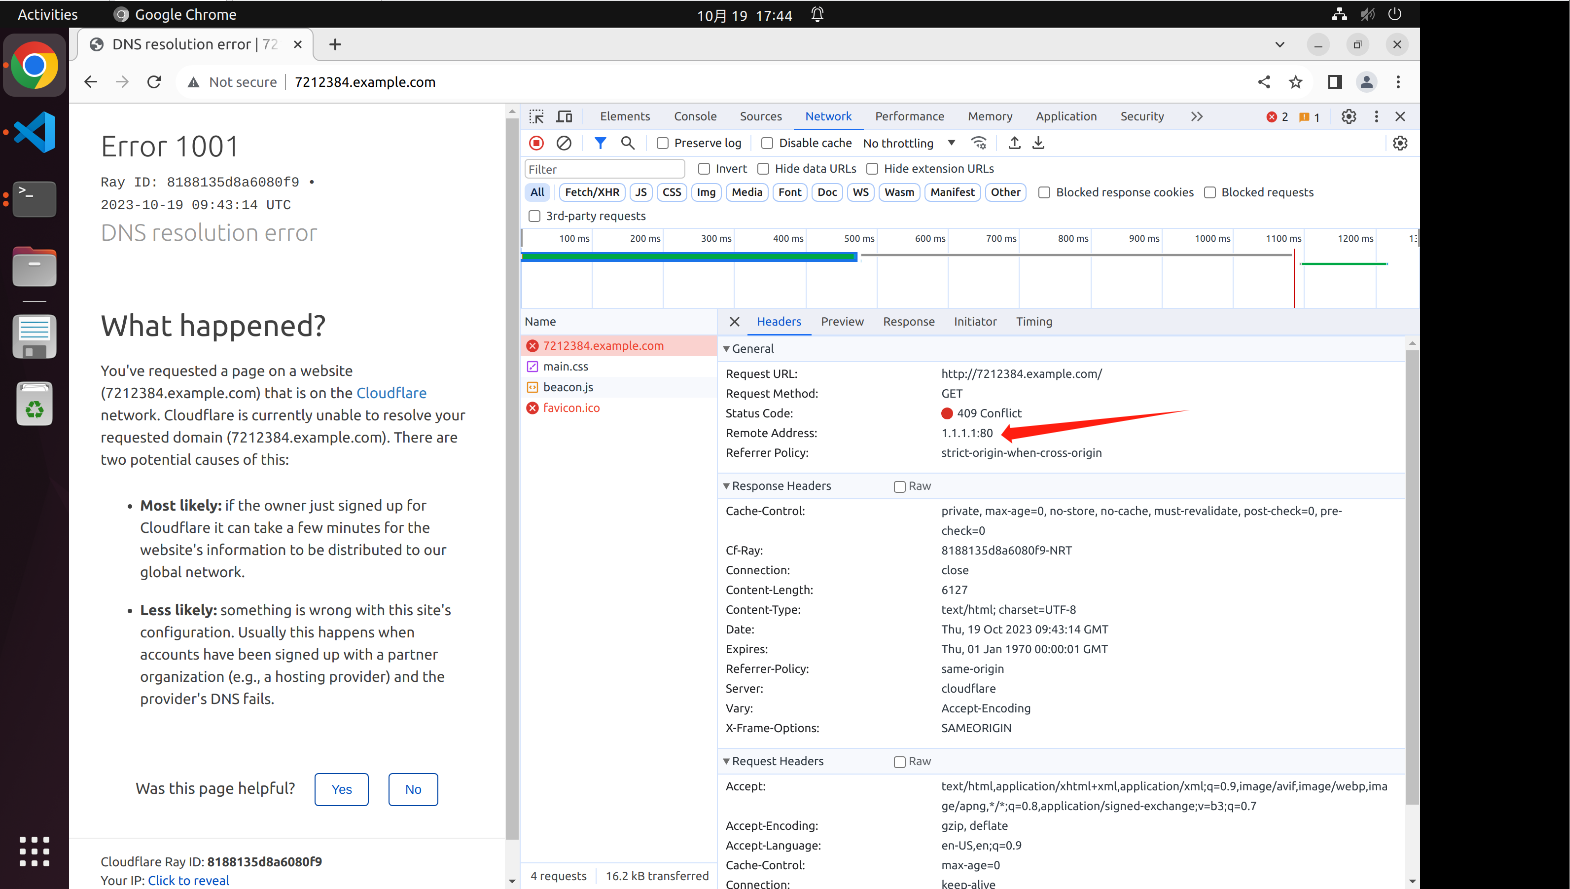 Activities
Google Chrome
10月 19 17:44
DNS resolution error | 72
Not secure
7212384.example.com
Error 1001
Ray ID: 8188135d8a6080f9 •
2023-10-19 09:43:14 UTC
DNS resolution error
What happened?
You've requested a page on a website
(7212384.example.com) that is on the Cloudflare
network. Cloudflare is currently unable to resolve your
requested domain (7212384.example.com). There are
two potential causes of this:
• Most likely: if the owner just signed up for
Cloudflare it can take a few minutes for the
website's information to be distributed to our
global network.
• Less likely: something is wrong with this site's
configuration. Usually this happens when
accounts have been signed up with a partner
organization (e.g., a hosting provider) and the
provider's DNS fails.
Was this page helpful? Yes No
Cloudflare Ray ID: 8188135d8a6080f9
Your IP: Click to reveal
Elements Console Sources Network Performance Memory Application Security 2 1
Preserve log Disable cache No throttling
Filter Invert Hide data URLs Hide extension URLs
All Fetch/XHR JS CSS Img Media Font Doc WS Wasm Manifest Other Blocked response cookies Blocked requests
3rd-party requests
100 ms 200 ms 300 ms 400 ms 500 ms 600 ms 700 ms 800 ms 900 ms 1000 ms 1100 ms 1200 ms
Name
7212384.example.com
main.css
beacon.js
favicon.ico
4 requests 16.2 kB transferred
Headers Preview Response Initiator Timing
General
Request URL: http://7212384.example.com/
Request Method: GET
Status Code: 409 Conflict
Remote Address: 1.1.1.1:80
Referrer Policy: strict-origin-when-cross-origin
Response Headers Raw
Cache-Control: private, max-age=0, no-store, no-cache, must-revalidate, post-check=0, pre-
check=0
Cf-Ray: 8188135d8a6080f9-NRT
Connection: close
Content-Length: 6127
Content-Type: text/html; charset=UTF-8
Date: Thu, 19 Oct 2023 09:43:14 GMT
Expires: Thu, 01 Jan 1970 00:00:01 GMT
Referrer-Policy: same-origin
Server: cloudflare
Vary: Accept-Encoding
X-Frame-Options: SAMEORIGIN
Request Headers Raw
Accept: text/html,application/xhtml+xml,application/xml;q=0.9,image/avif,image/webp,ima
ge/apng,*/*;q=0.8,application/signed-exchange;v=b3;q=0.7
Accept-Encoding: gzip, deflate
Accept-Language: en-US,en;q=0.9
Cache-Control: max-age=0
Connection: keep-alive